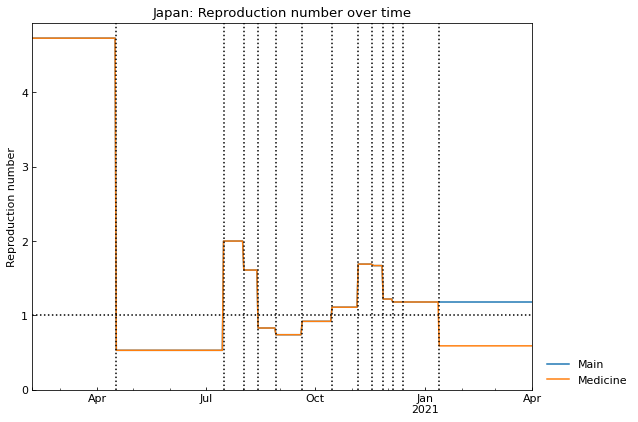 Japan: Reproduction number over time
Reproduction number
4
3
2
1
0
Apr
Jul
Oct
Jan
2021
Apr
Main
Medicine